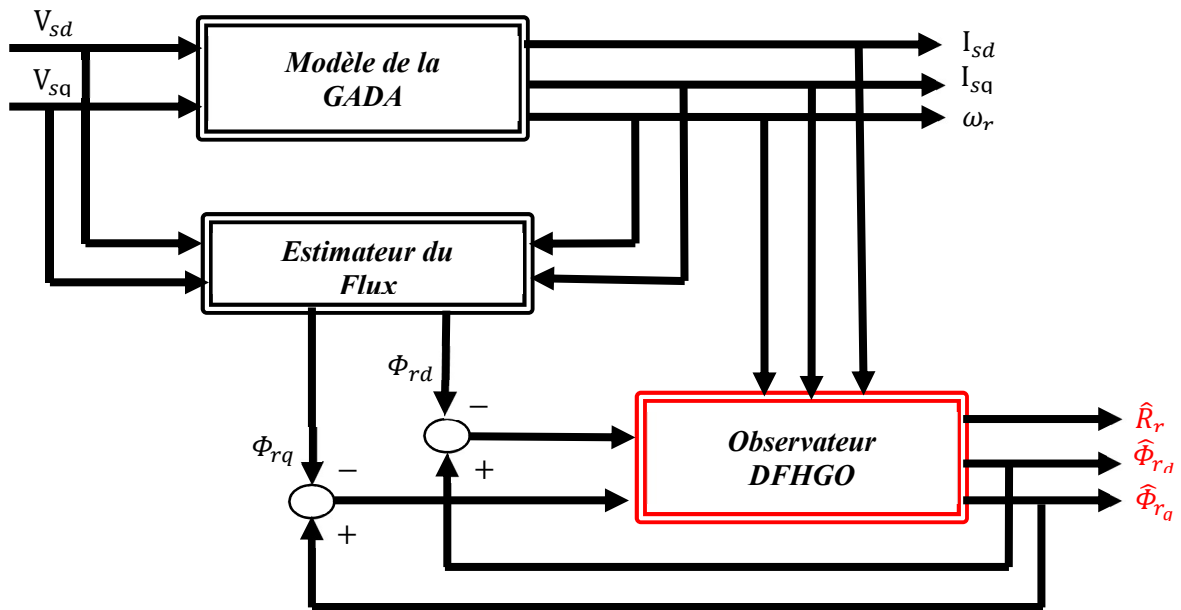 V_sd
V_sq
Modèle de la
GADA
I_sd
I_sq
ω_r
Estimateur du
Flux
Φ_rd
−
+
Φ_rq
−
+
Observateur
DFHGO
R̂_r
Φ̂_rd
Φ̂_rq